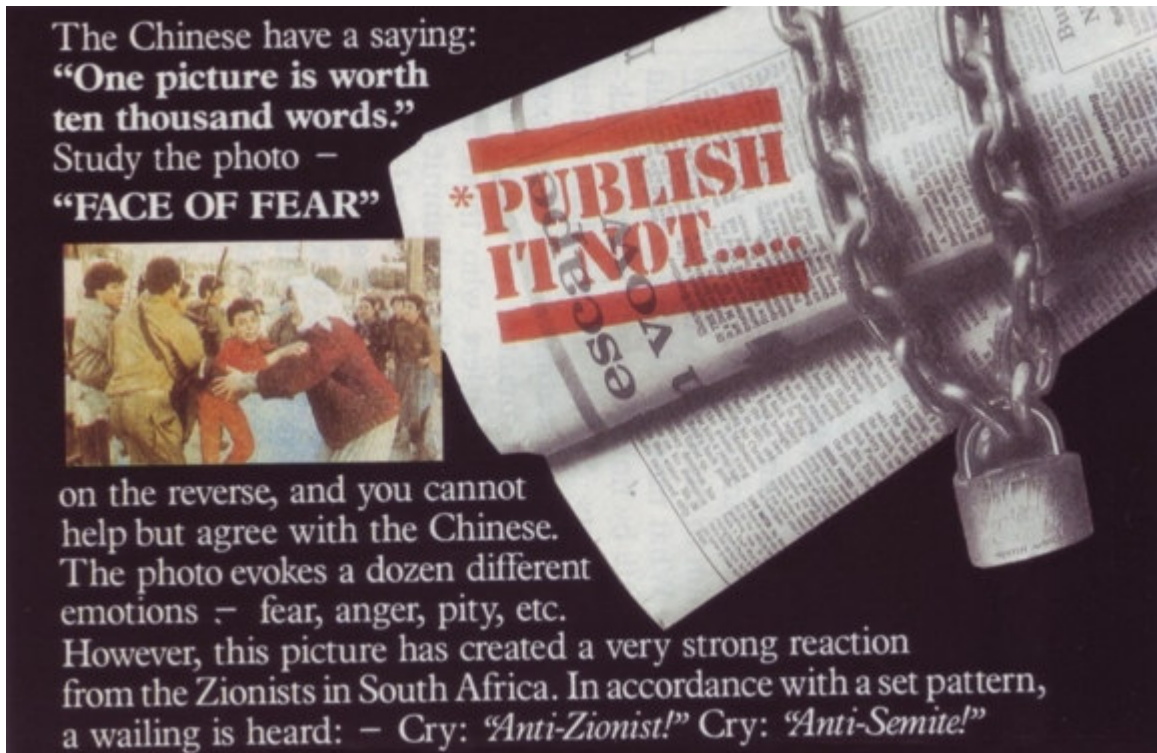 The Chinese have a saying:
“One picture is worth
ten thousand words.”
Study the photo –
“FACE OF FEAR”
on the reverse, and you cannot
help but agree with the Chinese.
The photo evokes a dozen different
emotions – fear, anger, pity, etc.
However, this picture has created a very strong reaction
from the Zionists in South Africa. In accordance with a set pattern,
a wailing is heard: – Cry: “Anti-Zionist!” Cry: “Anti-Semite!”
*PUBLISH
IT NOT.....